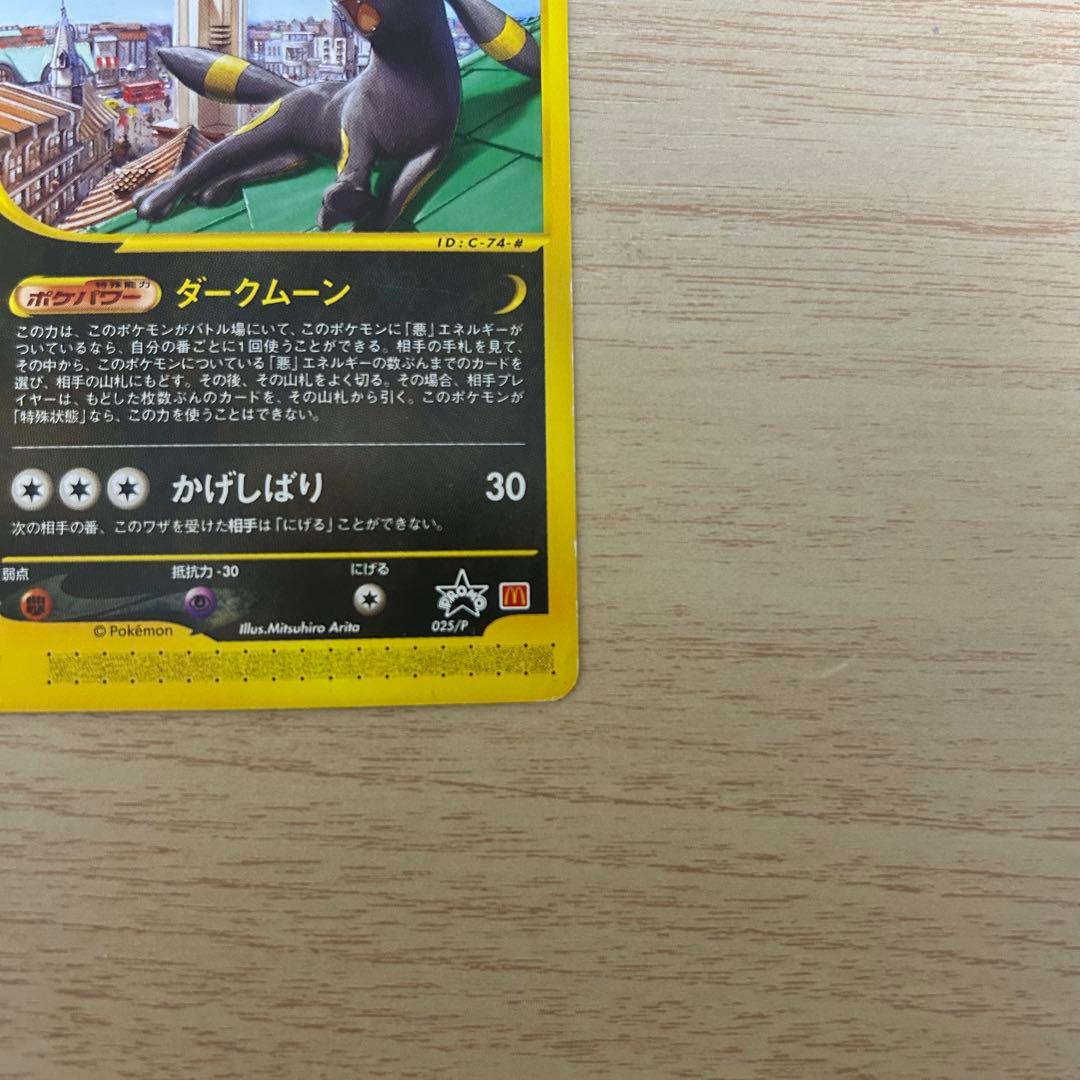 ID:C-74-#
特殊能力
ポケパワー ダークムーン
この力は、このポケモンがバトル場にいて、このポケモンに「悪」エネルギーが
ついているなら、自分の番ごとに1回使うことができる。相手の手札を見て、
その中から、このポケモンについている「悪」エネルギーの数ぶんまでのカードを
選び、相手の山札にもどす。その後、その山札をよく切る。その場合、相手プレ
イヤーは、もどした枚数ぶんのカードを、その山札から引く。このポケモンが
「特殊状態」なら、この力を使うことはできない。
かげしばり 30
次の相手の番、このワザを受けた相手は「にげる」ことができない。
弱点 抵抗力 -30 にげる
PROMO
© Pokémon Illus.Mitsuhiro Arita 025/P